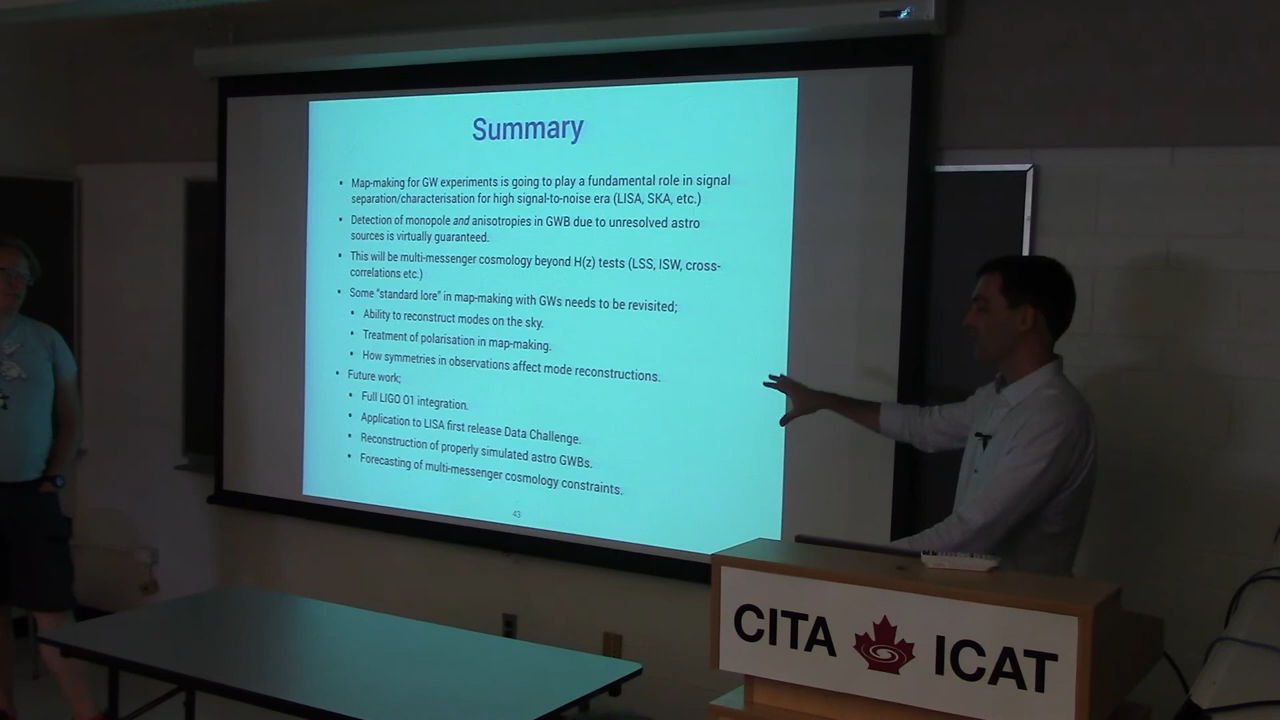 Summary
• Map-making for GW experiments is going to play a fundamental role in signal
separation/characterisation for high signal-to-noise era (LISA, SKA, etc.)
• Detection of monopole and anisotropies in GWB due to unresolved astro
sources is virtually guaranteed.
• This will be multi-messenger cosmology beyond H(z) tests (LSS, ISW, cross-
correlations etc.)
• Some "standard lore" in map-making with GWs needs to be revisited;
• Ability to reconstruct modes on the sky.
• Treatment of polarisation in map-making.
• How symmetries in observations affect mode reconstructions.
• Future work;
• Full LIGO O1 integration.
• Application to LISA first release Data Challenge.
• Reconstruction of properly simulated astro GWBs.
• Forecasting of multi-messenger cosmology constraints.
43
CITA ICAT